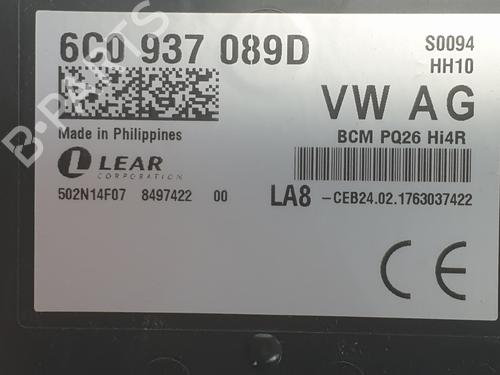 6C0 937 089D
S0094
HH10
VW AG
BCM PQ26 Hi4R
Made in Philippines
LEAR
CORPORATION
502N14F07 8497422 00
LA8 -CEB24.02.1763037422
CE
B-PARTS